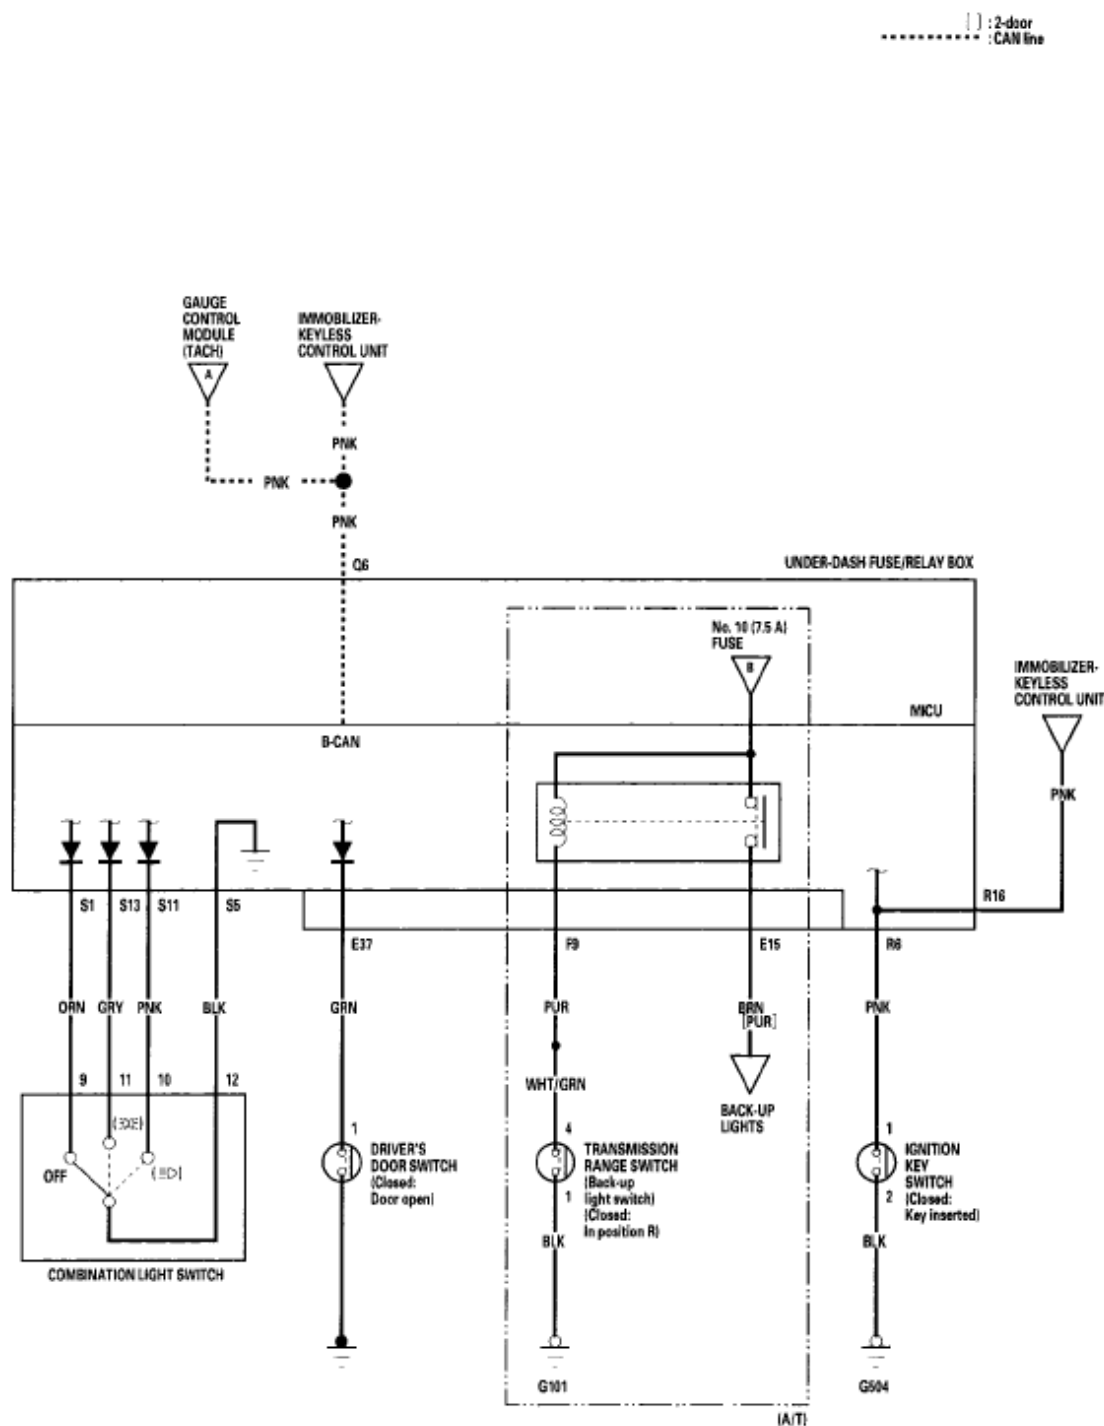 [ ] : 2-door
: CAN line
GAUGE
CONTROL
MODULE
(TACH)
A
IMMOBILIZER-
KEYLESS
CONTROL UNIT
PNK
PNK
PNK
Q6
UNDER-DASH FUSE/RELAY BOX
No. 10 (7.5 A)
FUSE
B
IMMOBILIZER-
KEYLESS
CONTROL UNIT
MICU
B-CAN
PNK
S1
S13
S11
S5
R16
E37
F9
E15
R6
ORN
GRY
PNK
BLK
GRN
PUR
BRN
[PUR]
PNK
9
11
10
12
WHT/GRN
BACK-UP
LIGHTS
OFF
1
DRIVER'S
DOOR SWITCH
(Closed:
Door open)
4
TRANSMISSION
RANGE SWITCH
(Back-up
light switch)
(Closed:
In position R)
1
1
IGNITION
KEY
SWITCH
(Closed:
Key inserted)
2
BLK
BLK
COMBINATION LIGHT SWITCH
G101
G504
(A/T)